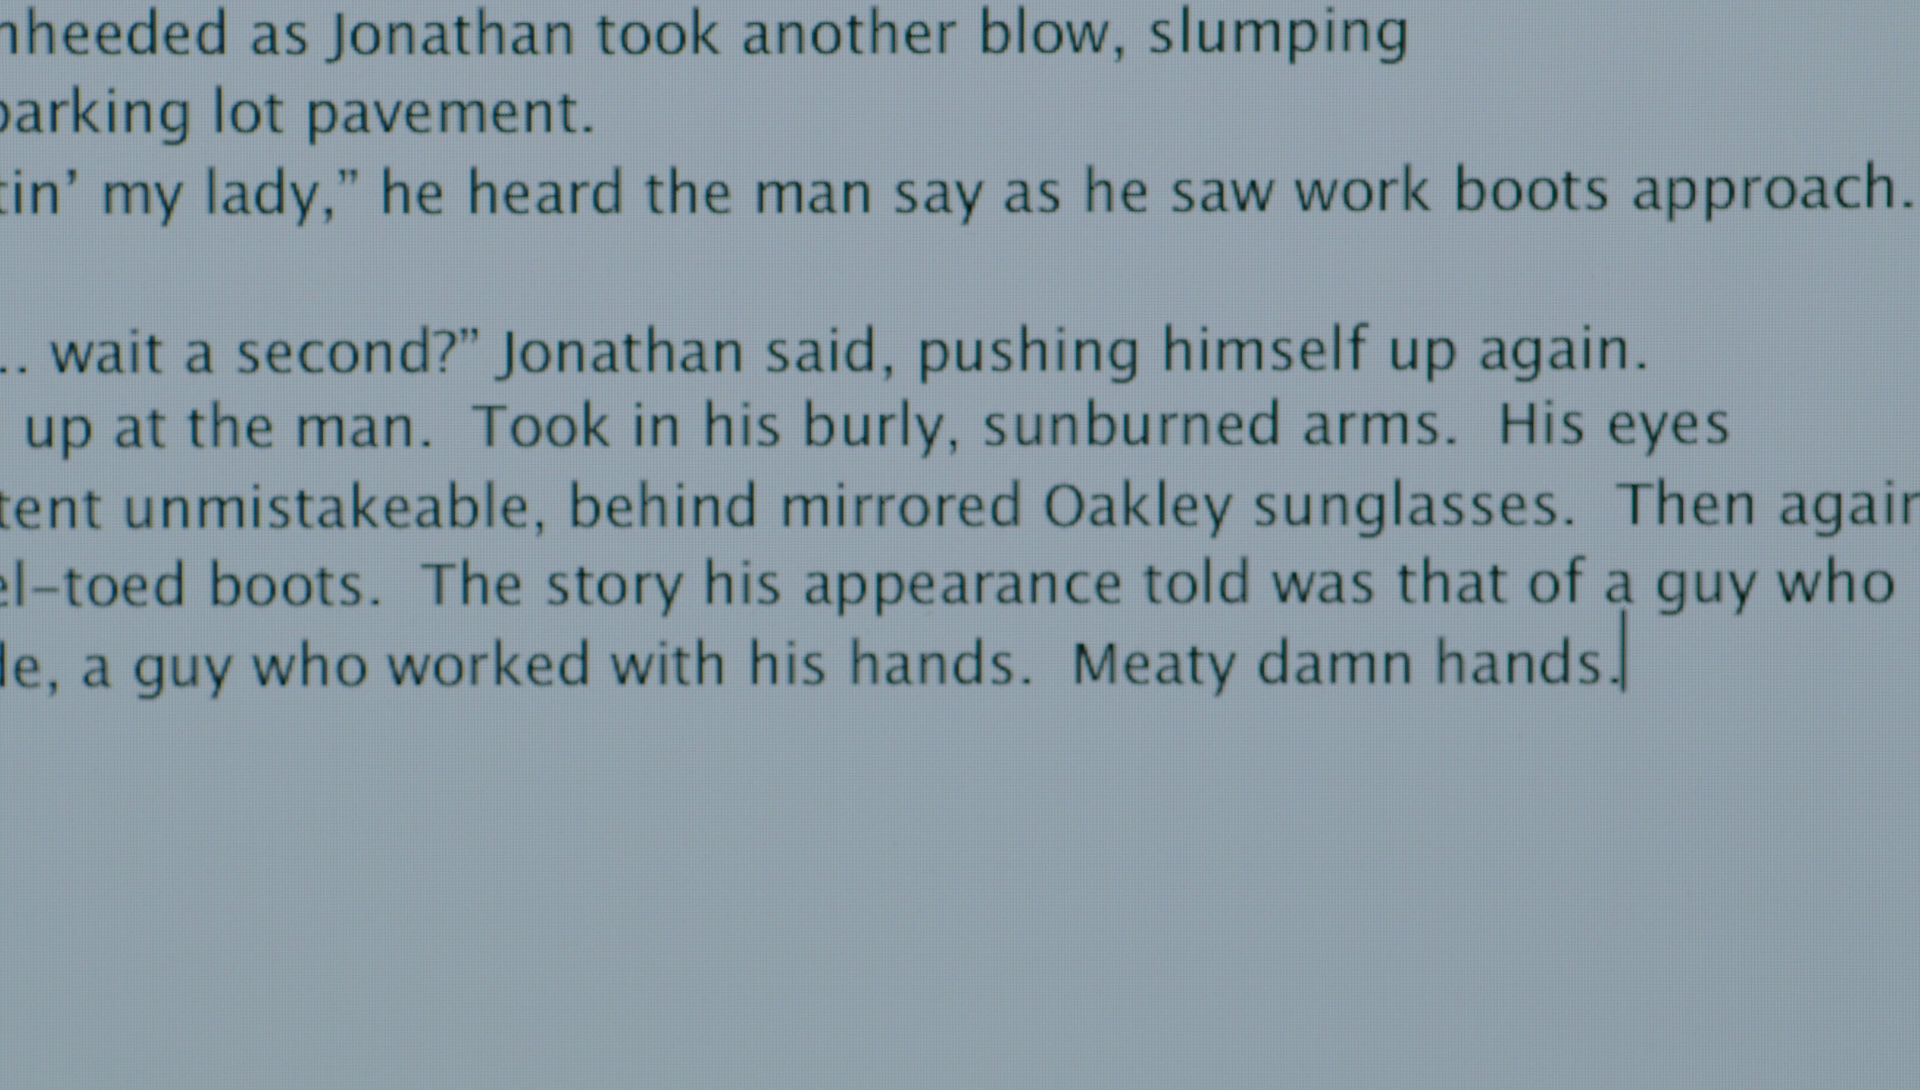 nheeded as Jonathan took another blow, slumping
parking lot pavement.
tin’ my lady,” he heard the man say as he saw work boots approach.
.. wait a second?” Jonathan said, pushing himself up again.
up at the man.  Took in his burly, sunburned arms.  His eyes
tent unmistakeable, behind mirrored Oakley sunglasses.  Then again
el-toed boots.  The story his appearance told was that of a guy who
de, a guy who worked with his hands.  Meaty damn hands.